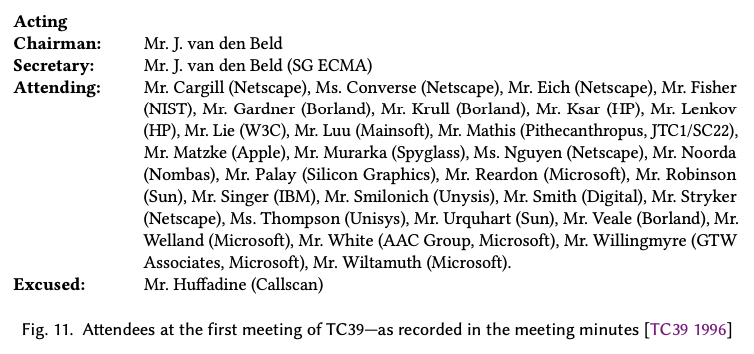 Acting
Chairman: Mr. J. van den Beld
Secretary: Mr. J. van den Beld (SG ECMA)
Attending: Mr. Cargill (Netscape), Ms. Converse (Netscape), Mr. Eich (Netscape), Mr. Fisher
(NIST), Mr. Gardner (Borland), Mr. Krull (Borland), Mr. Ksar (HP), Mr. Lenkov
(HP), Mr. Lie (W3C), Mr. Luu (Mainsoft), Mr. Mathis (Pithecanthropus, JTC1/SC22),
Mr. Matzke (Apple), Mr. Murarka (Spyglass), Ms. Nguyen (Netscape), Mr. Noorda
(Nombas), Mr. Palay (Silicon Graphics), Mr. Reardon (Microsoft), Mr. Robinson
(Sun), Mr. Singer (IBM), Mr. Smilonich (Unysis), Mr. Smith (Digital), Mr. Stryker
(Netscape), Ms. Thompson (Unisys), Mr. Urquhart (Sun), Mr. Veale (Borland), Mr.
Welland (Microsoft), Mr. White (AAC Group, Microsoft), Mr. Willingmyre (GTW
Associates, Microsoft), Mr. Wiltamuth (Microsoft).
Excused: Mr. Huffadine (Callscan)
Fig. 11. Attendees at the first meeting of TC39—as recorded in the meeting minutes [TC39 1996]